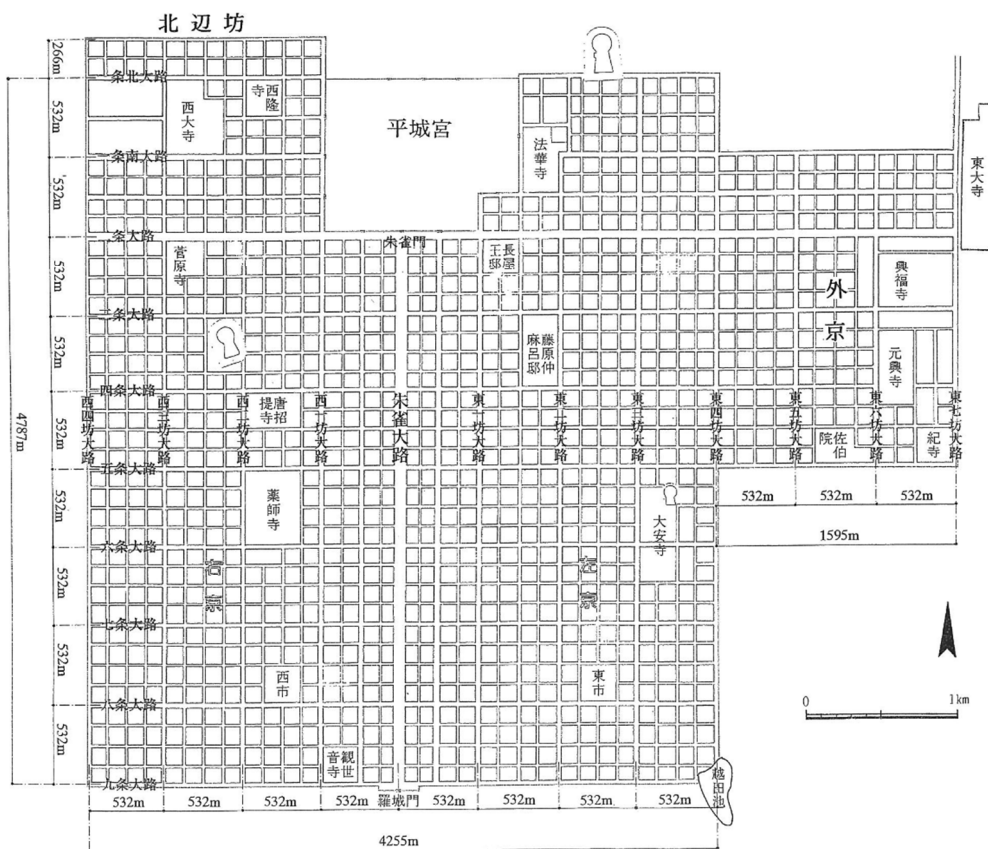 北辺坊
266m
一条北大路
532m
西大寺
西隆寺
平城宮
法華寺
東大寺
一条南大路
532m
二条大路
朱雀門
532m
菅原寺
長屋王邸
興福寺
外京
三条大路
532m
藤原仲麻呂邸
元興寺
四条大路
4787m
532m
西四坊大路
西三坊大路
西二坊大路
唐招提寺
西一坊大路
朱雀大路
東一坊大路
東二坊大路
東三坊大路
東四坊大路
東五坊大路
佐伯院
東六坊大路
紀寺
東七坊大路
五条大路
532m
薬師寺
大安寺
532m 532m 532m
1595m
六条大路
右京
左京
532m
七条大路
532m
西市
東市
0 1km
八条大路
532m
観世音寺
越田池
九条大路
羅城門
532m 532m 532m 532m 532m 532m 532m 532m
4255m